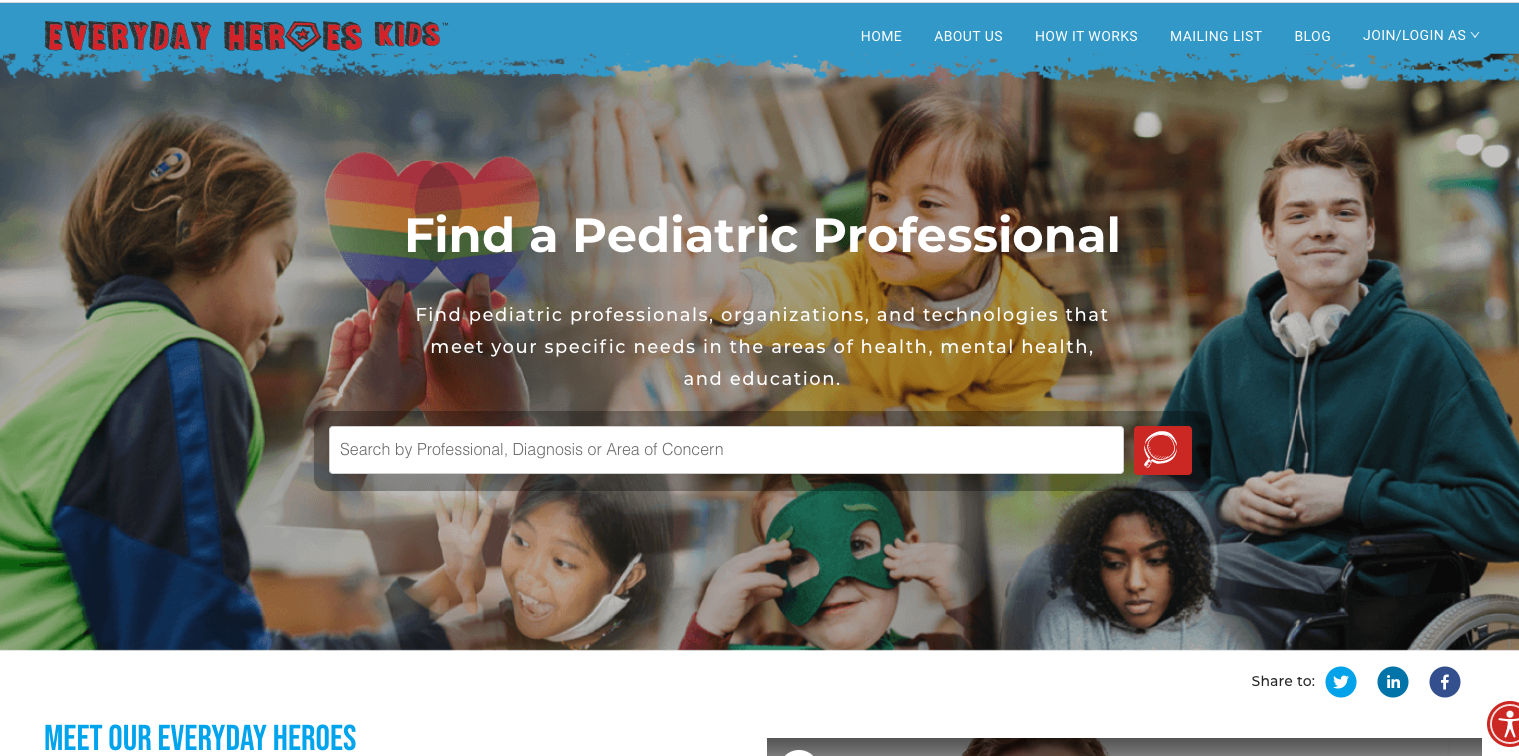 EVERYDAY HEROES KIDS™
HOME ABOUT US HOW IT WORKS MAILING LIST BLOG JOIN/LOGIN AS
Find a Pediatric Professional
Find pediatric professionals, organizations, and technologies that
meet your specific needs in the areas of health, mental health,
and education.
Search by Professional, Diagnosis or Area of Concern
Share to:
MEET OUR EVERYDAY HEROES